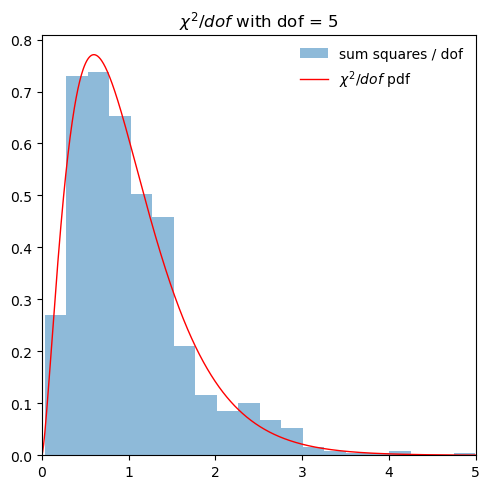 χ²/dof with dof = 5
sum squares / dof
χ²/dof pdf
0.8
0.7
0.6
0.5
0.4
0.3
0.2
0.1
0.0
0 1 2 3 4 5